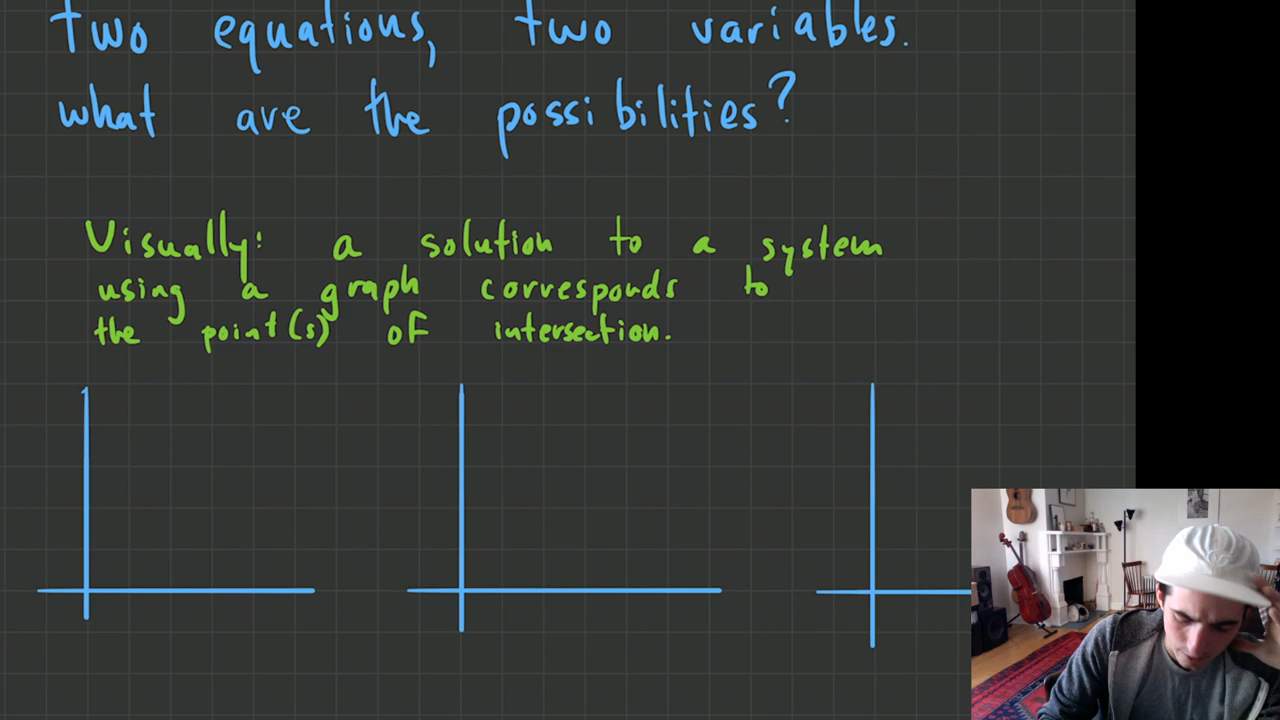 two equations, two variables.
what are the possibilities?
Visually: a solution to a system
using a graph corresponds to
the point(s) of intersection.